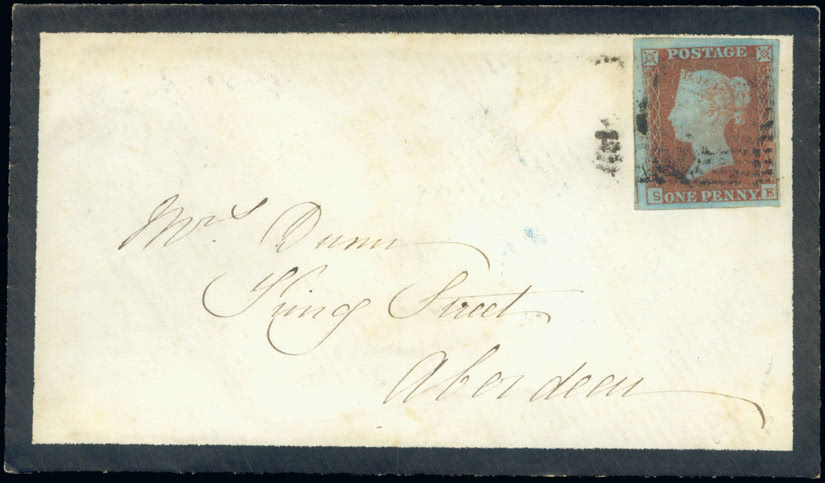 POSTAGE
S ONE PENNY E
Mrs Dunn
King Street
Aberdeen